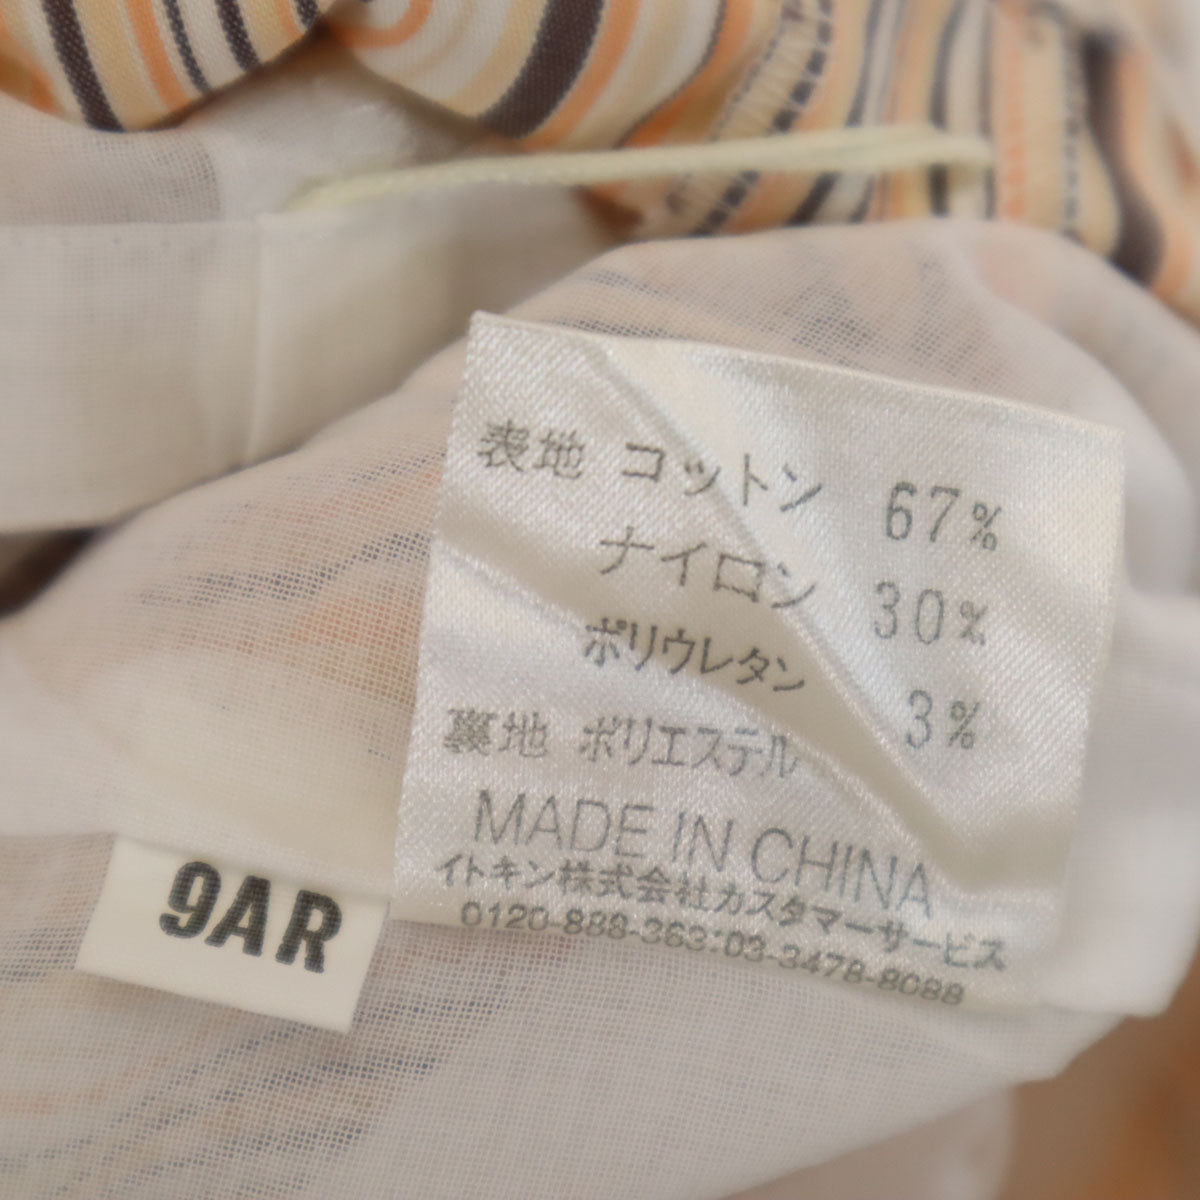 表地 コットン 67%
ナイロン 30%
ポリウレタン 3%
裏地 ポリエステル
MADE IN CHINA
イトキン株式会社カスタマーサービス
0120-888-363:03-3478-8088
9AR